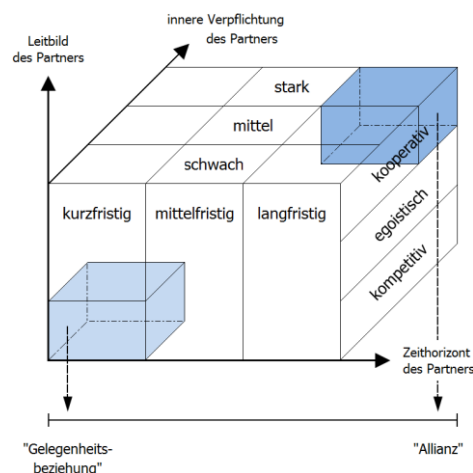 innere Verpflichtung
des Partners
Leitbild
des Partners
stark
mittel
schwach
kurzfristig
mittelfristig
langfristig
kooperativ
egoistisch
kompetitiv
Zeithorizont
des Partners
"Gelegenheits-
beziehung"
"Allianz"